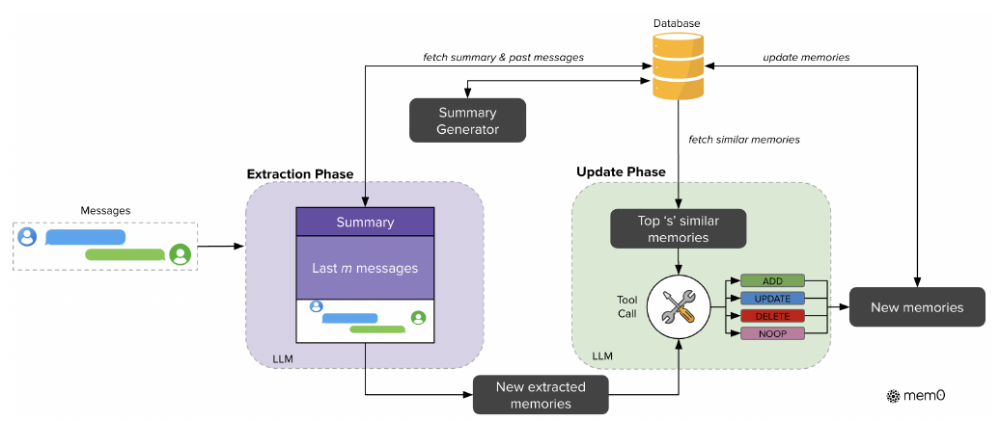 Database
fetch summary & past messages
update memories
Summary
Generator
fetch similar memories
Extraction Phase
Update Phase
Messages
Summary
Top ‘s’ similar
memories
Last m messages
Tool
Call
ADD
UPDATE
DELETE
NOOP
New memories
LLM
LLM
New extracted
memories
mem0